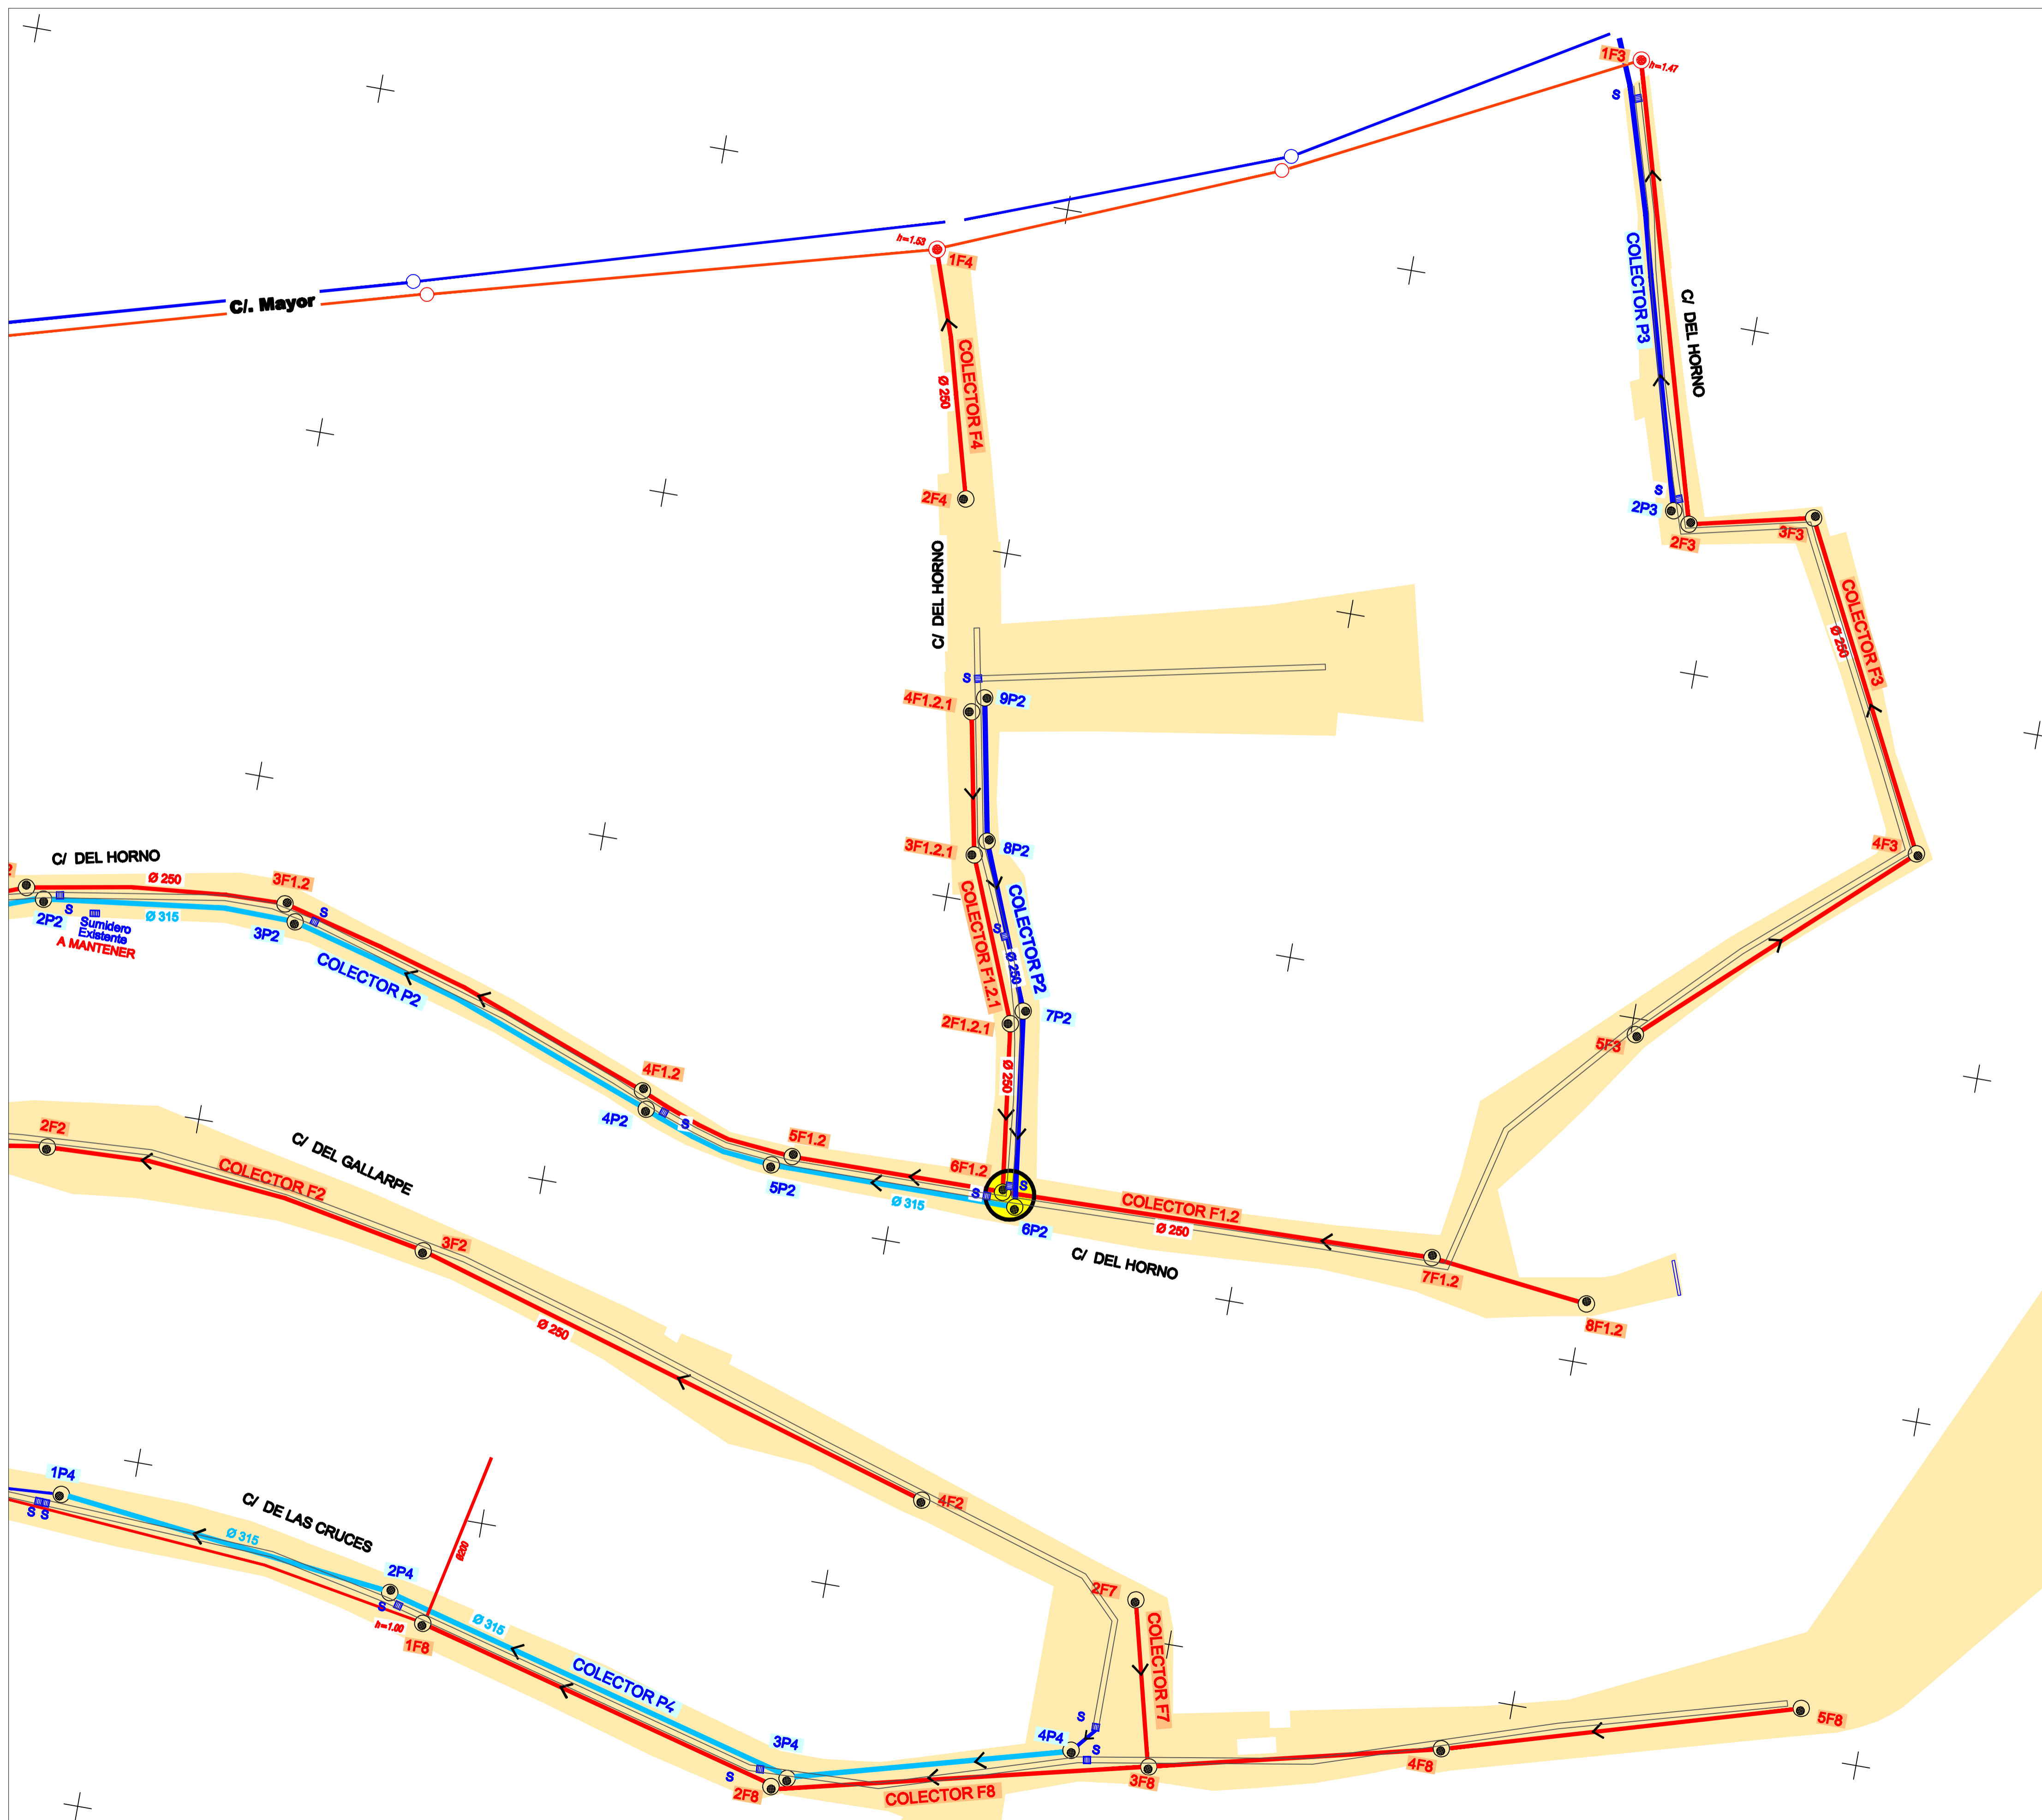 1F3
h=1.47
S
h=1.53
1F4
C/. Mayor
COLECTOR P3
C/ DEL HORNO
COLECTOR F4
Ø 250
2F4
S
2P3
2F3
3F3
C/ DEL HORNO
COLECTOR F3
Ø 250
S
4F1.2.1
9P2
3F1.2.1
8P2
4F3
C/ DEL HORNO
2
Ø 250
3F1.2
S
2P2
S
Sumidero
Existente
A MANTENER
Ø 315
3P2
COLECTOR P2
COLECTOR F1.2.1
S
Ø 250
COLECTOR P2
2F1.2.1
7P2
5F3
4F1.2
4P2
S
Ø 250
5F1.2
5P2
6F1.2
S
S
Ø 315
6P2
COLECTOR F1.2
Ø 250
C/ DEL HORNO
7F1.2
8F1.2
2F2
C/ DEL GALLARPE
COLECTOR F2
3F2
Ø 250
4F2
1P4
S S
C/ DE LAS CRUCES
Ø 315
Ø200
2P4
S
h=1.00
1F8
Ø 315
COLECTOR P4
2F7
COLECTOR F7
S
4P4
S
3P4
S
2F8
COLECTOR F8
3F8
4F8
5F8